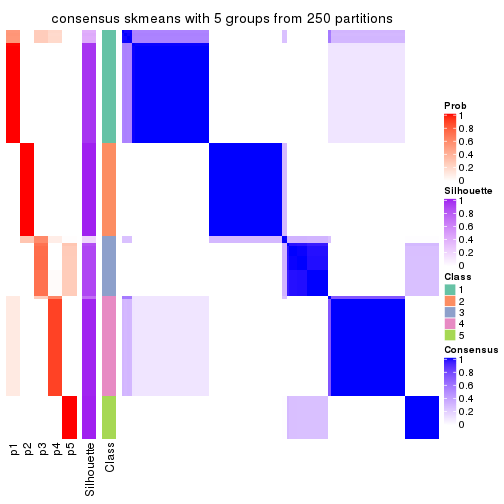 consensus skmeans with 5 groups from 250 partitions
Prob
1
0.8
0.6
0.4
0.2
0
Silhouette
1
0.8
0.6
0.4
0.2
0
Class
1
2
3
4
5
Consensus
1
0.8
0.6
0.4
0.2
0
p1
p2
p3
p4
p5
Silhouette
Class